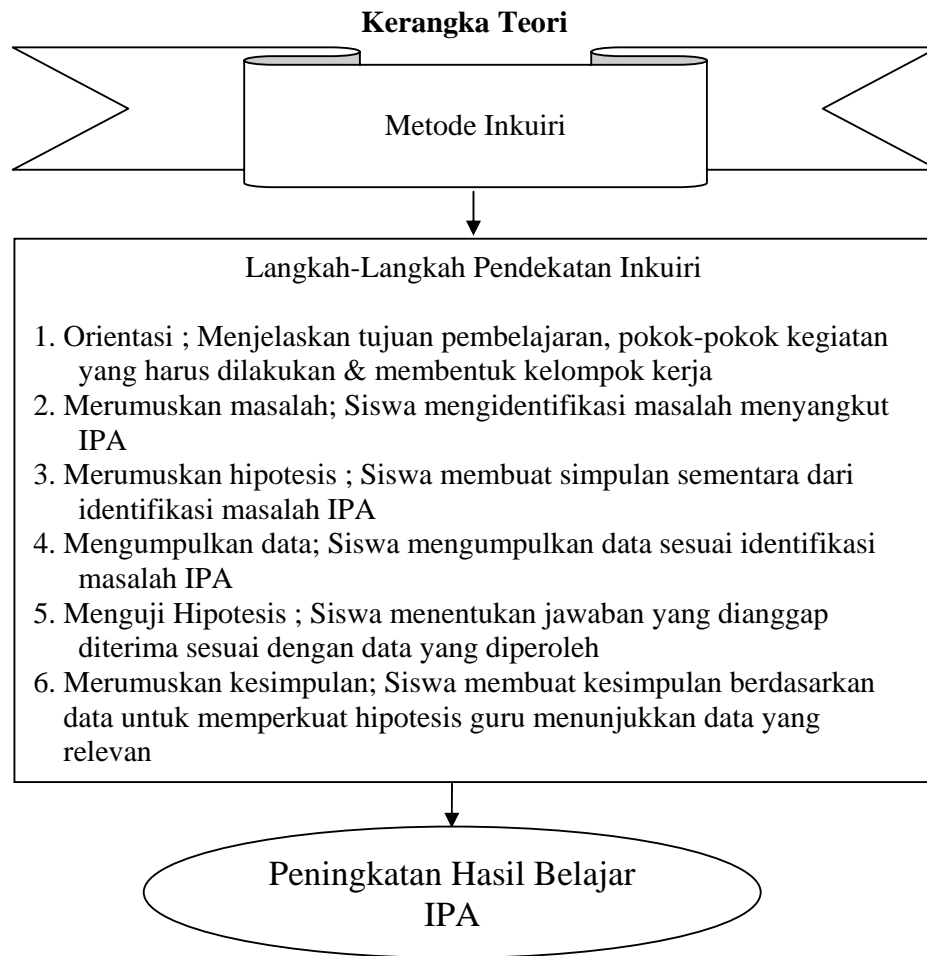 Kerangka Teori
Metode Inkuiri
Langkah-Langkah Pendekatan Inkuiri
1. Orientasi ; Menjelaskan tujuan pembelajaran, pokok-pokok kegiatan
yang harus dilakukan & membentuk kelompok kerja
2. Merumuskan masalah; Siswa mengidentifikasi masalah menyangkut
IPA
3. Merumuskan hipotesis ; Siswa membuat simpulan sementara dari
identifikasi masalah IPA
4. Mengumpulkan data; Siswa mengumpulkan data sesuai identifikasi
masalah IPA
5. Menguji Hipotesis ; Siswa menentukan jawaban yang dianggap
diterima sesuai dengan data yang diperoleh
6. Merumuskan kesimpulan; Siswa membuat kesimpulan berdasarkan
data untuk memperkuat hipotesis guru menunjukkan data yang
relevan
Peningkatan Hasil Belajar
IPA